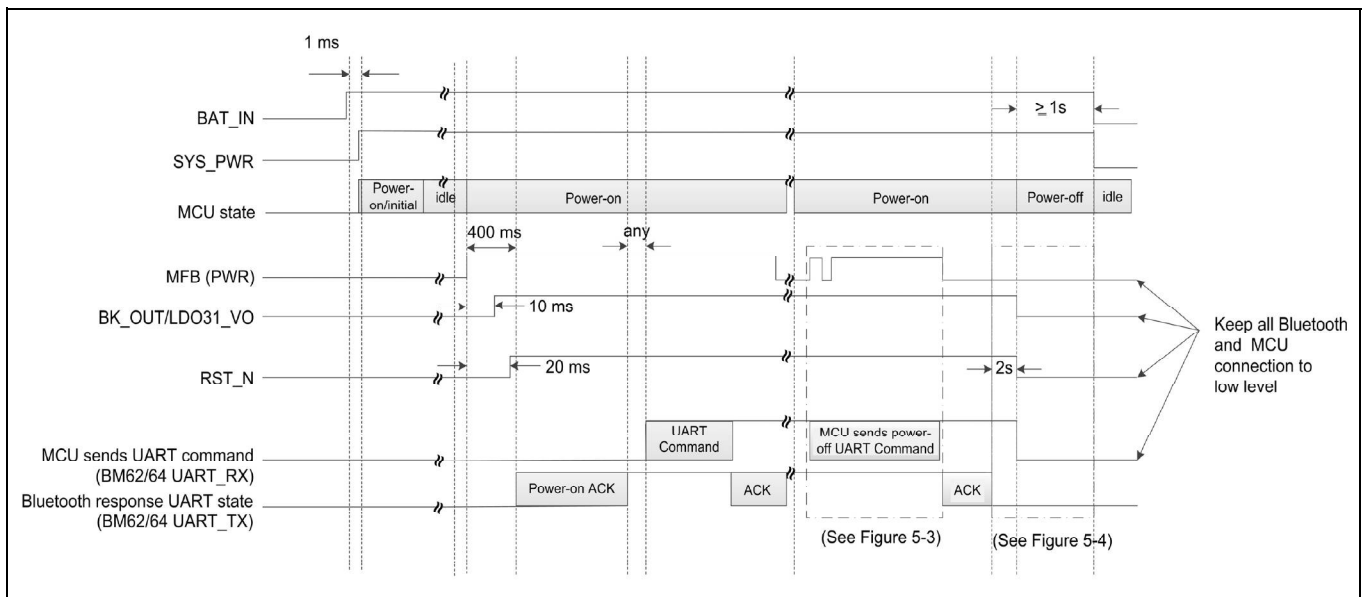 1 ms
BAT_IN
≥ 1s
SYS_PWR
MCU state
Power-
on/initial
idle
Power-on
Power-on
Power-off
idle
400 ms
any
MFB (PWR)
10 ms
BK_OUT/LDO31_VO
Keep all Bluetooth
and MCU
connection to
low level
20 ms
2s
RST_N
UART
Command
MCU sends power-
off UART Command
MCU sends UART command
(BM62/64 UART_RX)
Power-on ACK
ACK
ACK
Bluetooth response UART state
(BM62/64 UART_TX)
(See Figure 5-3)
(See Figure 5-4)